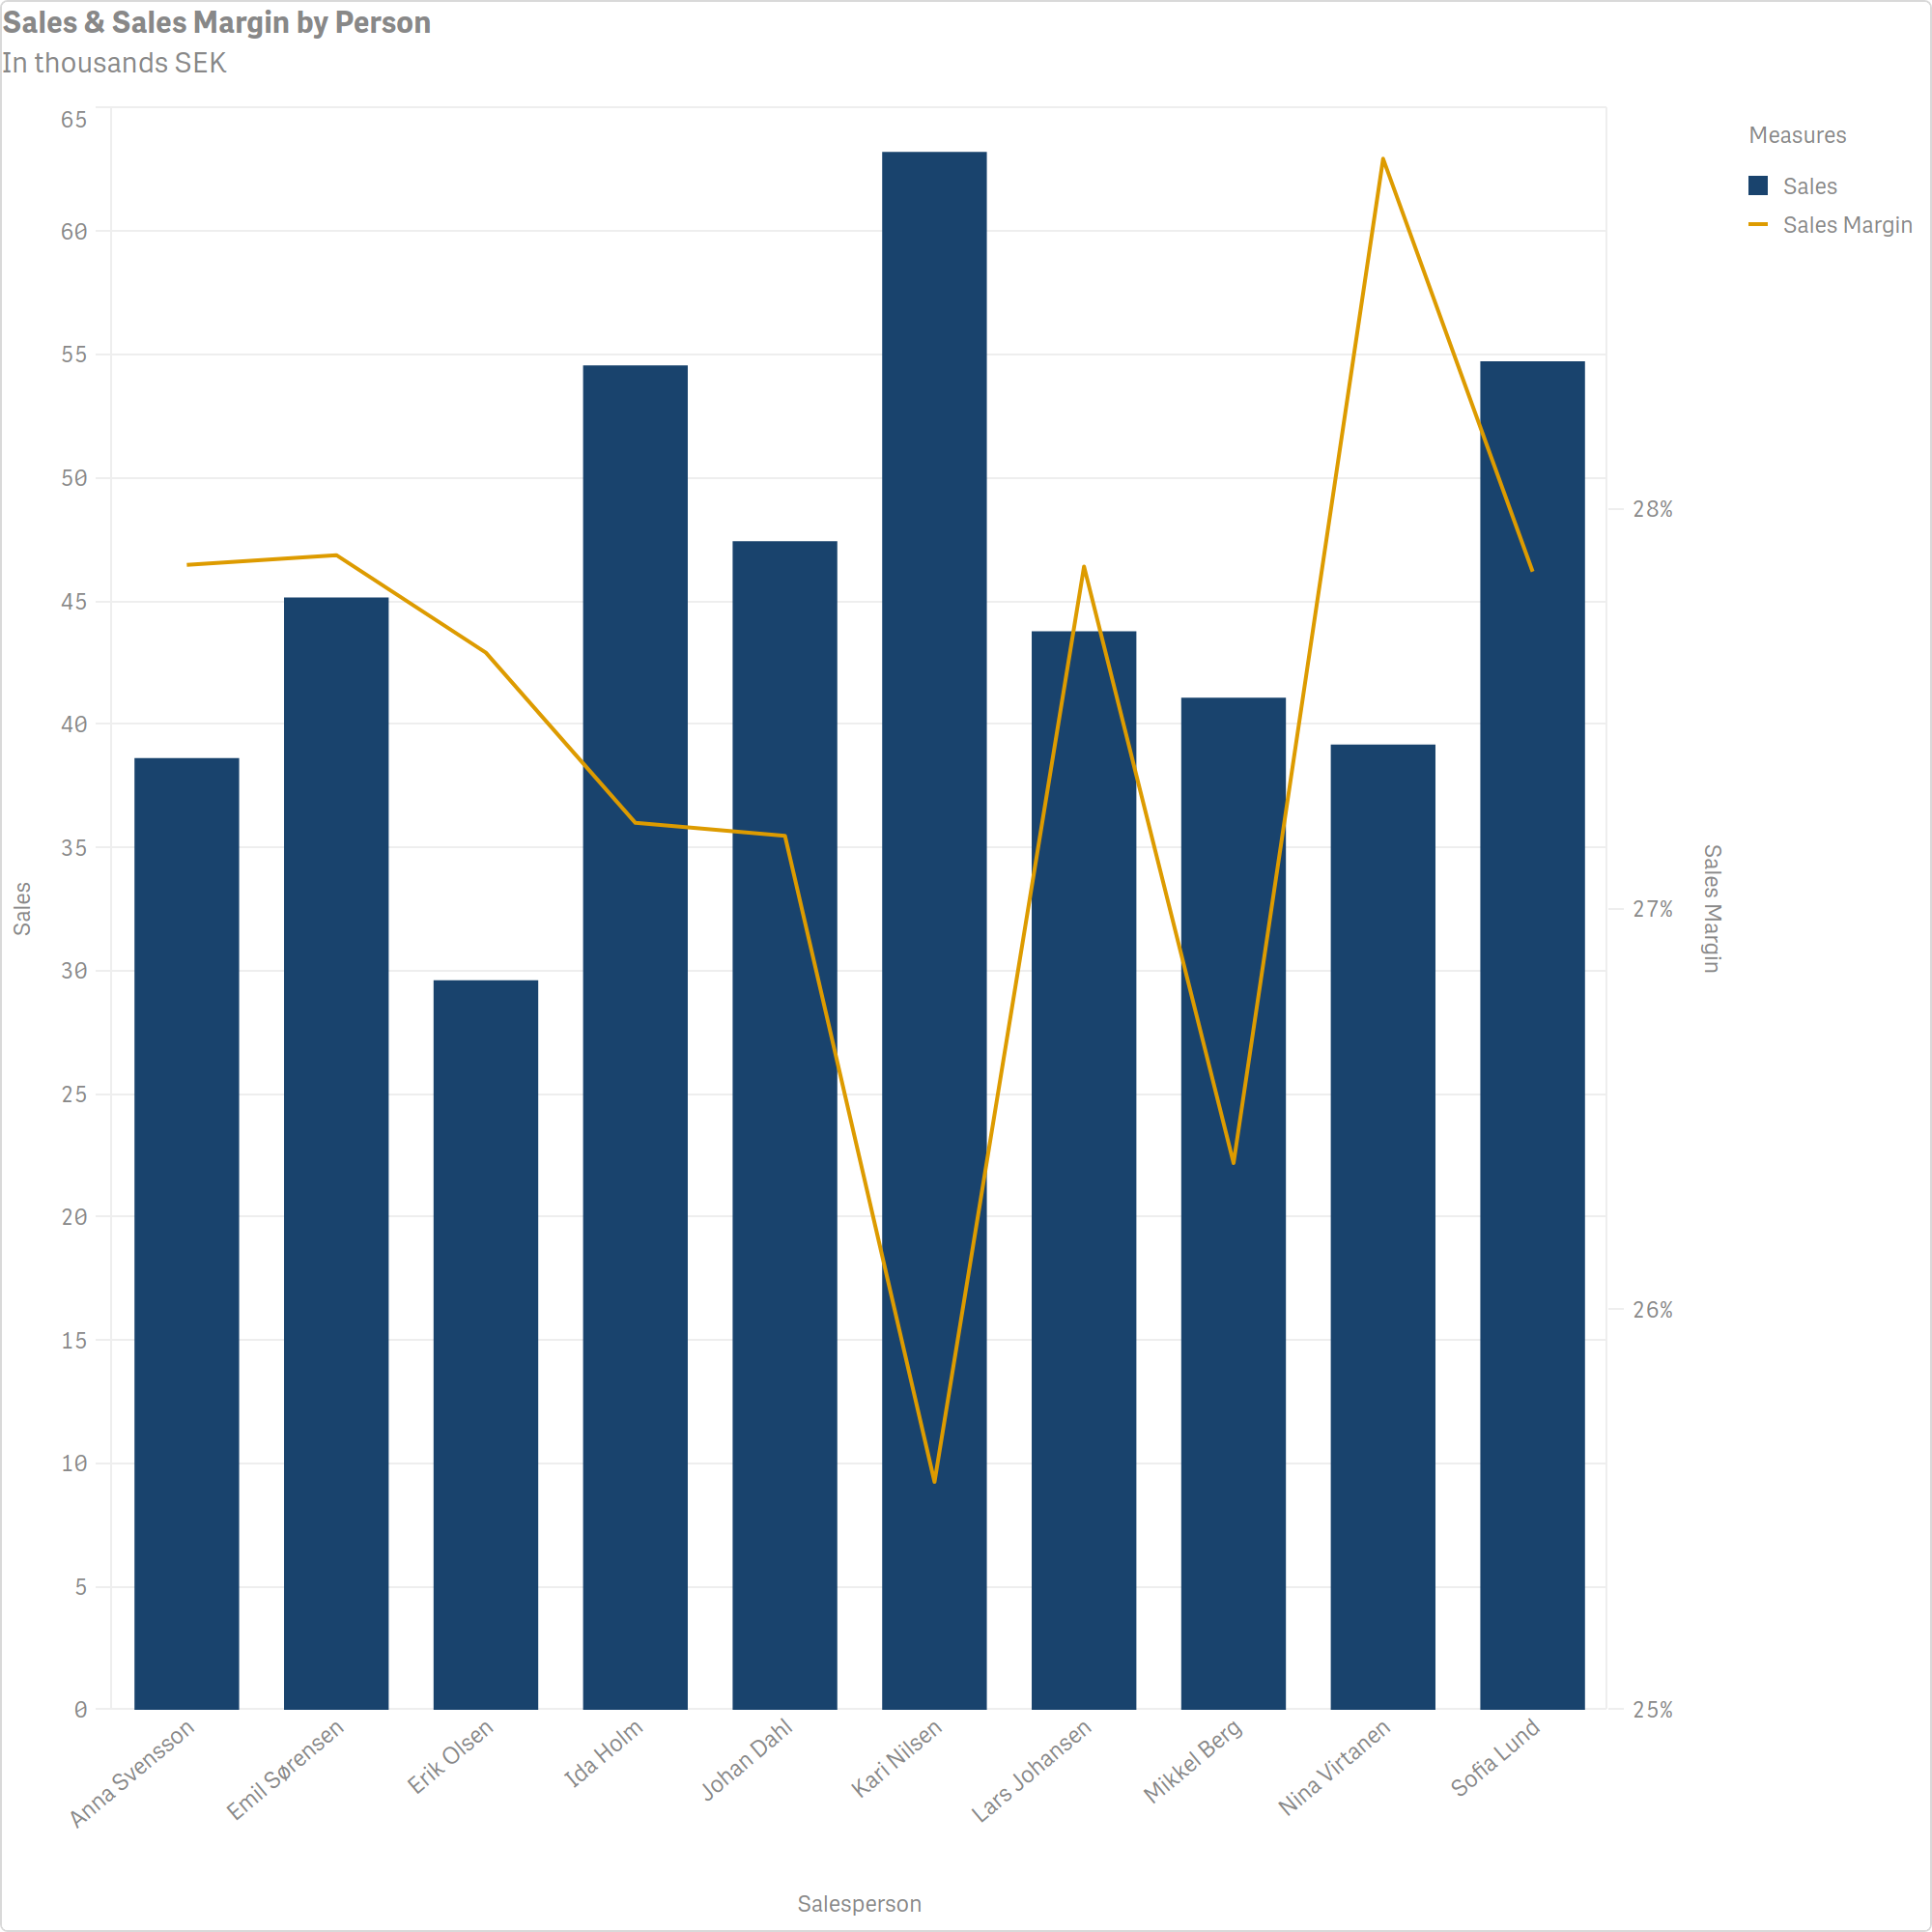 Sales & Sales Margin by Person
In thousands SEK
Measures
Sales
Sales Margin
65
60
55
50
45
40
35
30
25
20
15
10
5
0
Sales
28%
27%
26%
25%
Sales Margin
Anna Svensson
Emil Sørensen
Erik Olsen
Ida Holm
Johan Dahl
Kari Nilsen
Lars Johansen
Mikkel Berg
Nina Virtanen
Sofia Lund
Salesperson